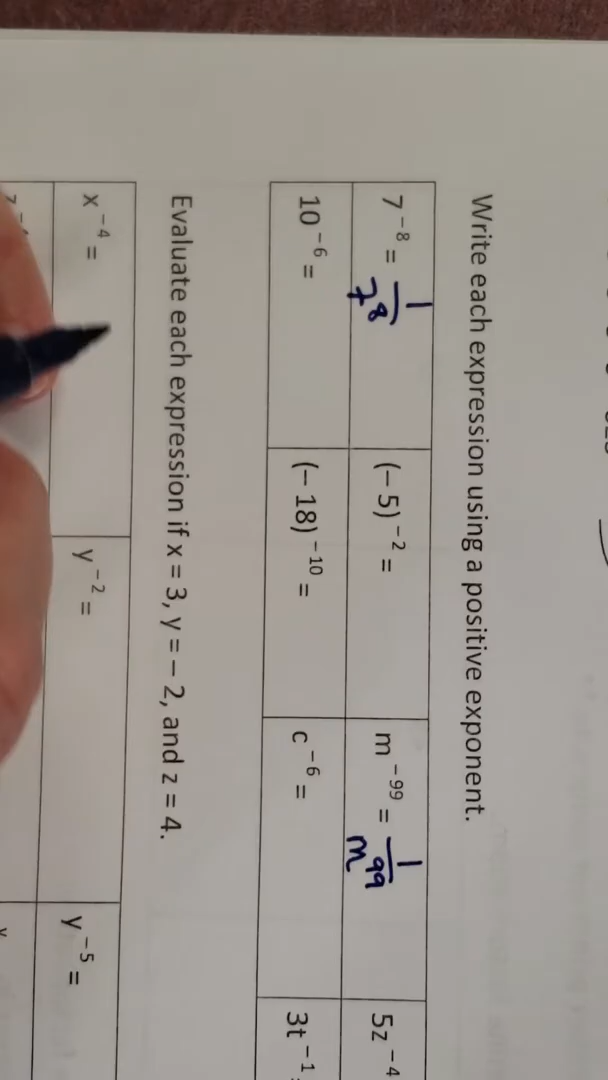 Write each expression using a positive exponent.
7⁻⁸ = 1/7⁸
(– 5)⁻² =
m⁻⁹⁹ = 1/m⁹⁹
5z⁻⁴
10⁻⁶ =
(– 18)⁻¹⁰ =
c⁻⁶ =
3t⁻¹
Evaluate each expression if x = 3, y = – 2, and z = 4.
x⁻⁴ =
y⁻² =
y⁻⁵ =